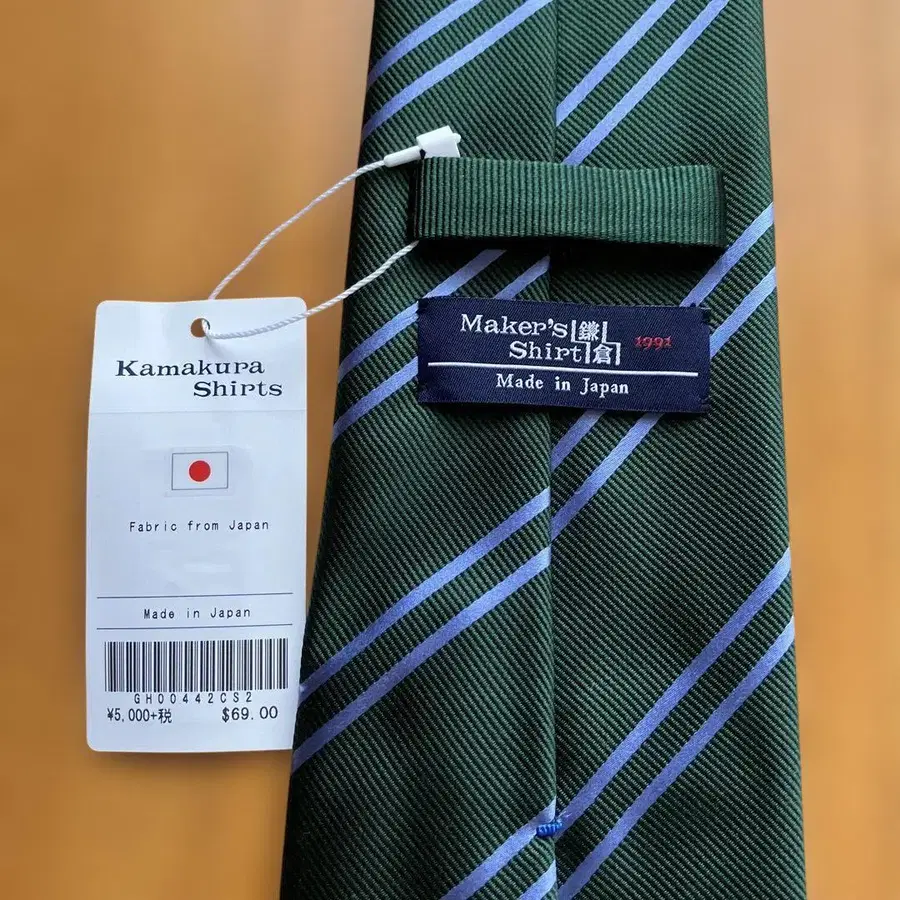 Kamakura
Shirts
Fabric from Japan
Made in Japan
GH00442CS2
¥5,000+税 $69.00
Maker's 鎌 1991
Shirt 倉
Made in Japan